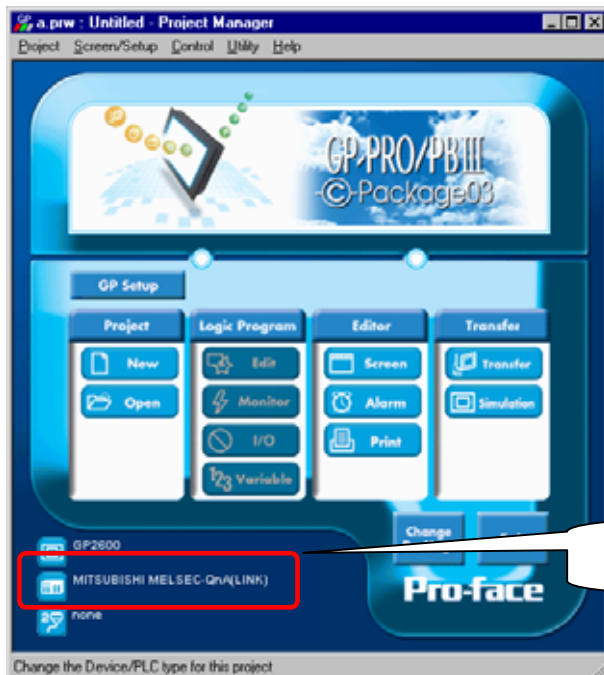 a.prw : Untitled - Project Manager
Project Screen/Setup Control Utility Help
GP-PRO/PBIII
-©-Package03
GP Setup
Project Logic Program Editor Transfer
New Edit Screen Transfer
Open Monitor Alarm Simulation
I/O Print
123 Variable
Change
GP2600
MITSUBISHI MELSEC-QnA(LINK)
Pro-face
none
Change the Device/PLC type for this project